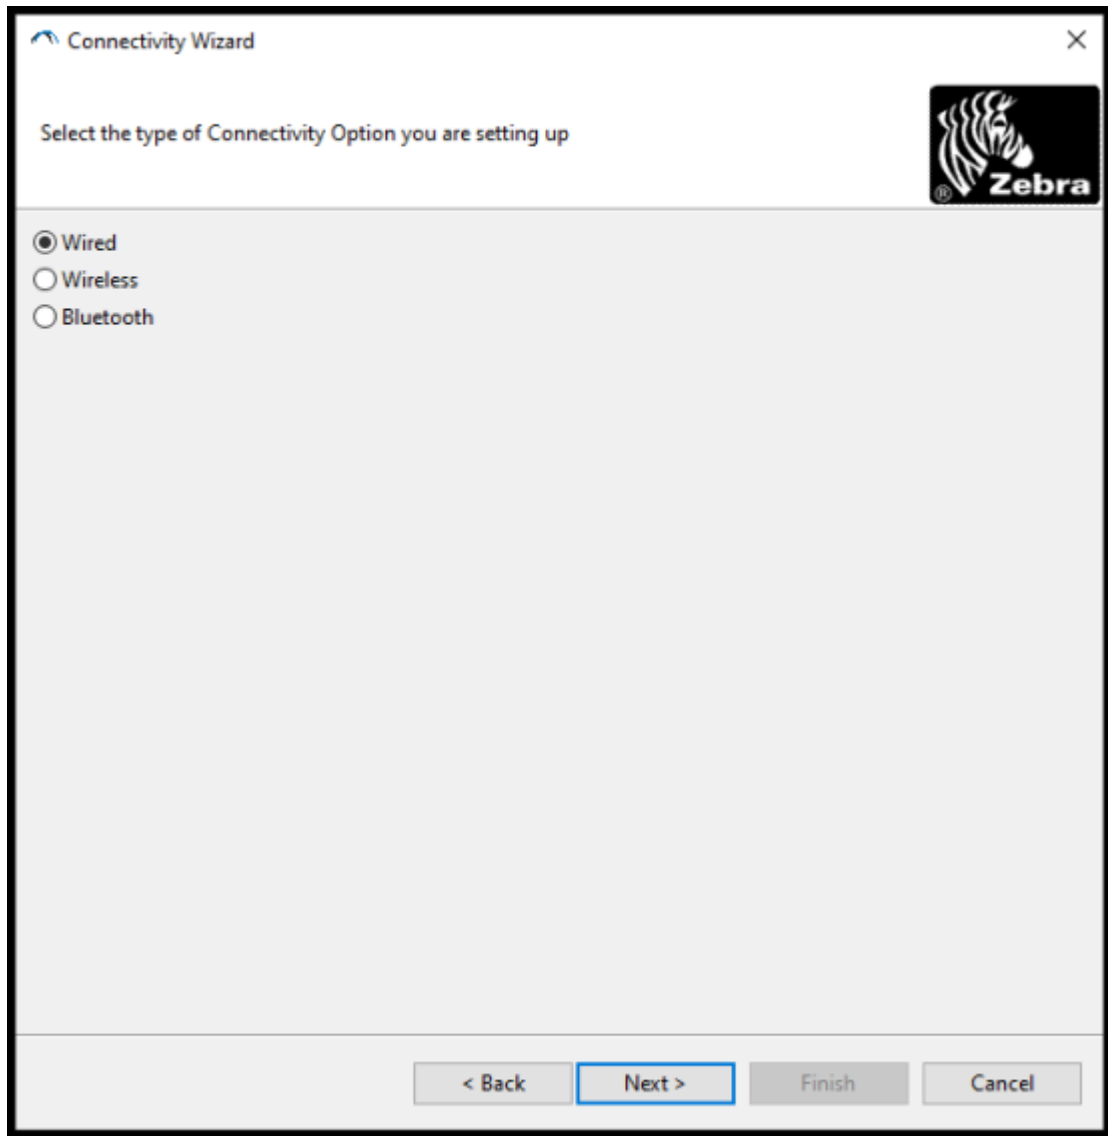 Connectivity Wizard
Select the type of Connectivity Option you are setting up
® Zebra
Wired
Wireless
Bluetooth
< Back Next > Finish Cancel